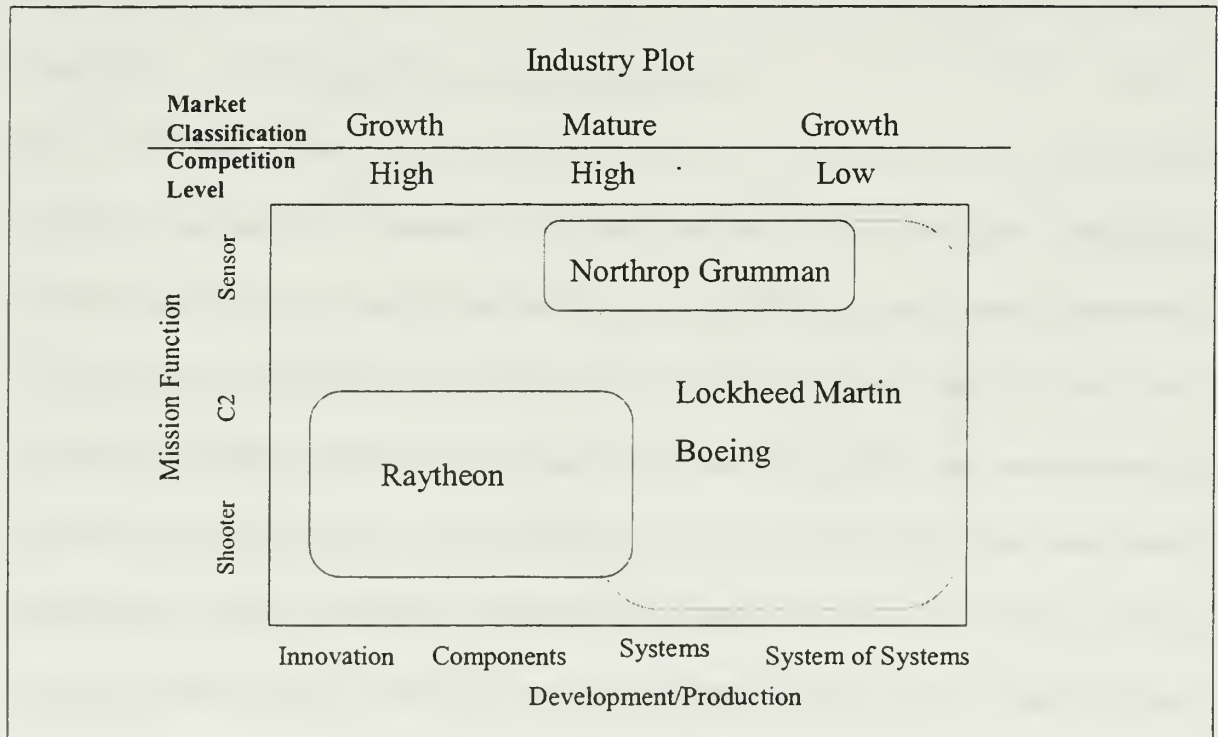 Industry Plot
Market
Classification Growth Mature Growth
Competition
Level High High Low
Mission Function
Sensor
C2
Shooter
Northrop Grumman
Lockheed Martin
Boeing
Raytheon
Innovation Components Systems System of Systems
Development/Production